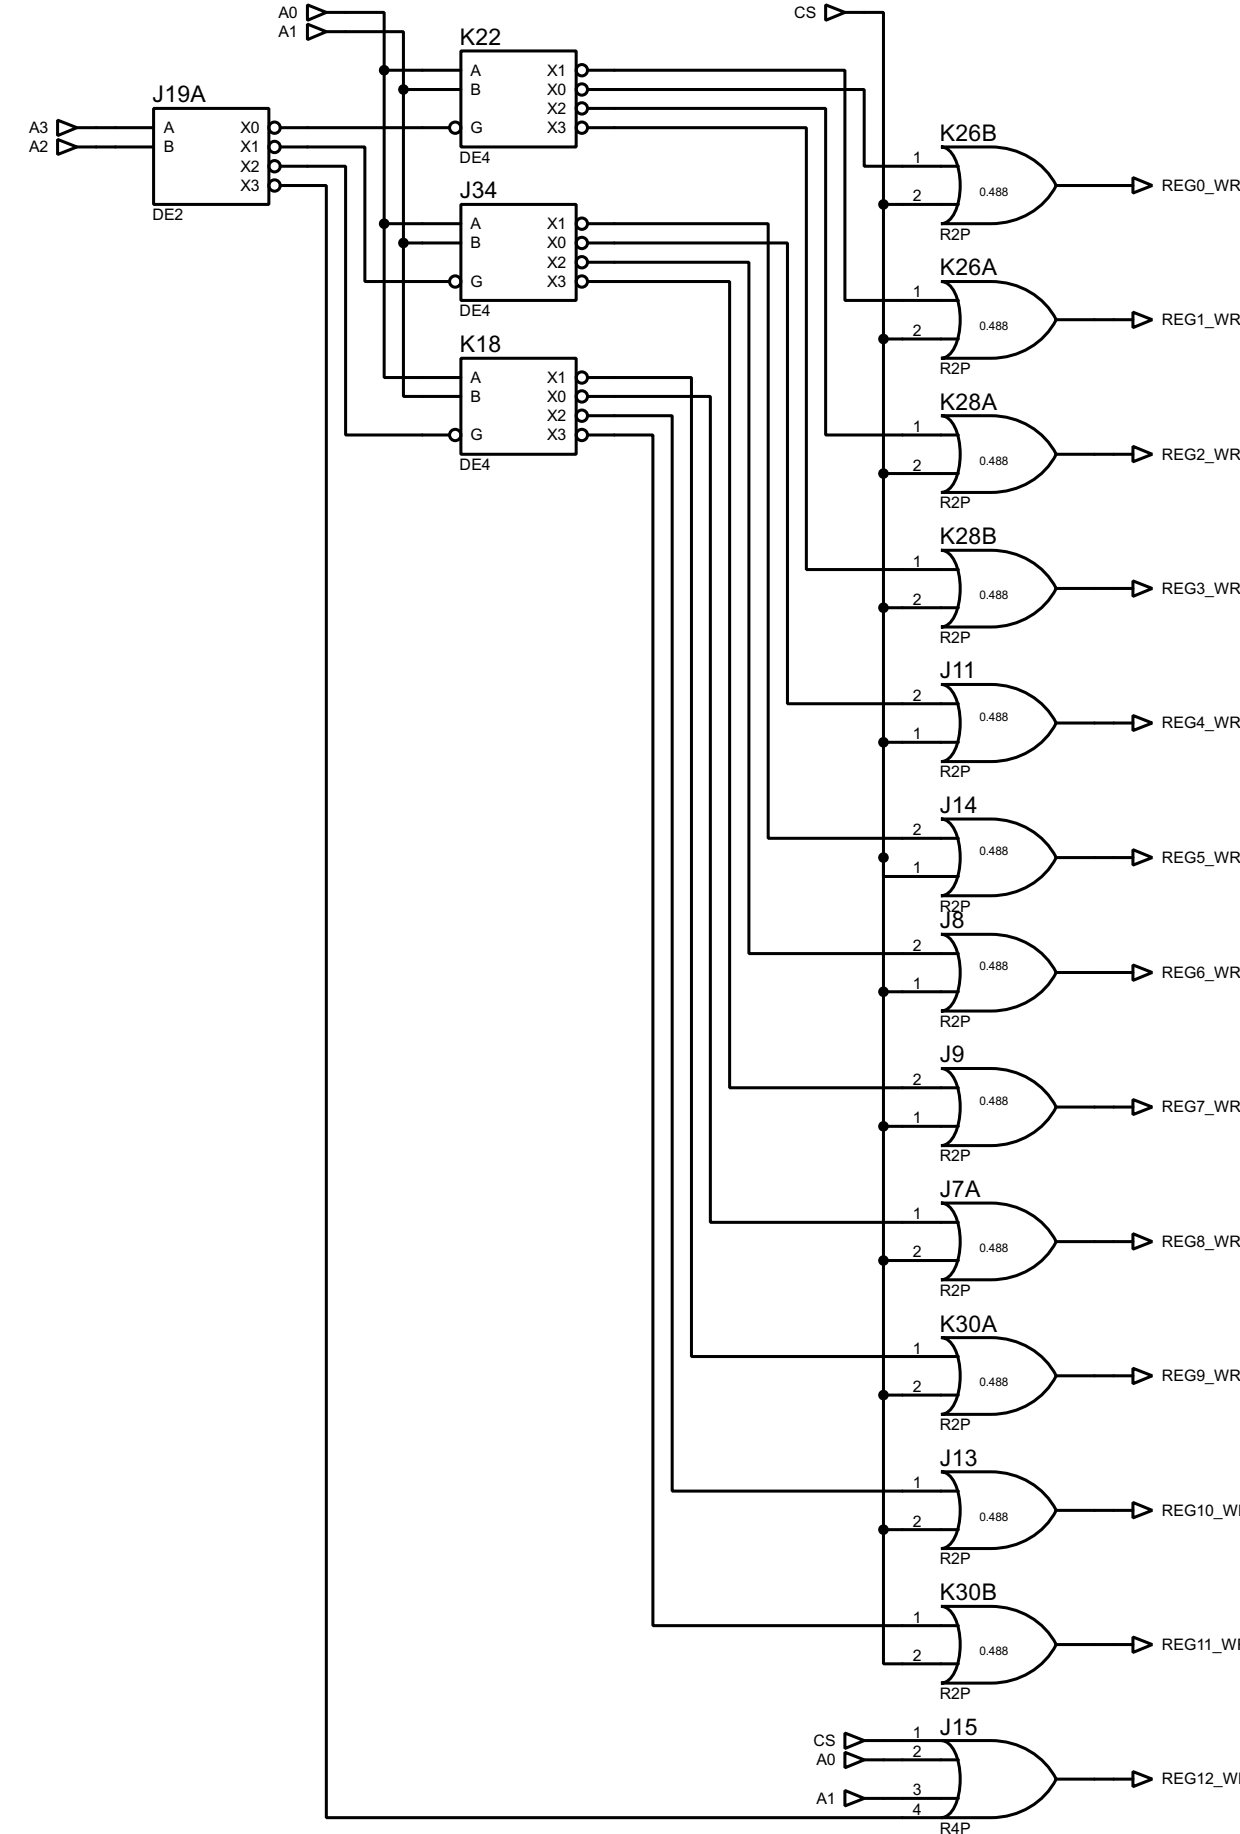 A0
A1
CS
K22
A X1
B X0
X2
G X3
DE4
J19A
A3
A2
A X0
B X1
X2
X3
DE2
J34
A X1
B X0
X2
G X3
DE4
K18
A X1
B X0
X2
G X3
DE4
K26B
1
2
0.488
R2P
REG0_WR
K26A
1
2
0.488
R2P
REG1_WR
K28A
1
2
0.488
R2P
REG2_WR
K28B
1
2
0.488
R2P
REG3_WR
J11
2
1
0.488
R2P
REG4_WR
J14
2
1
0.488
R2P
REG5_WR
J8
2
1
0.488
R2P
REG6_WR
J9
2
1
0.488
R2P
REG7_WR
J7A
1
2
0.488
R2P
REG8_WR
K30A
1
2
0.488
R2P
REG9_WR
J13
1
2
0.488
R2P
REG10_W
K30B
1
2
0.488
R2P
REG11_W
J15
CS 1
A0 2
A1 3
4
R4P
REG12_W